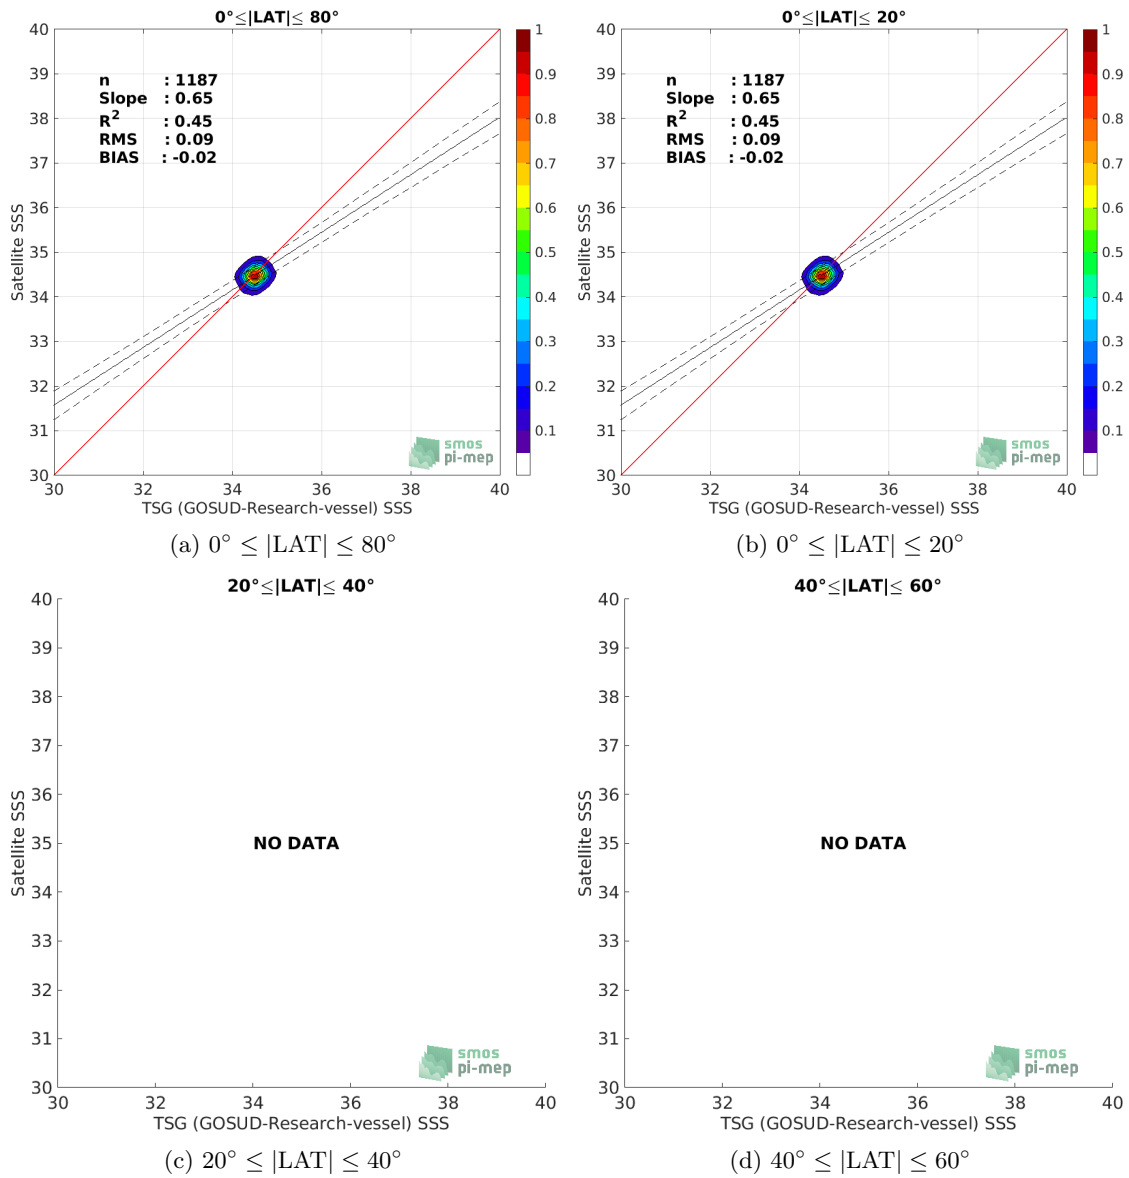 0°≤|LAT|≤ 80°
40
39
38
37
36
35
34
33
32
31
30
Satellite SSS
n : 1187
Slope : 0.65
R² : 0.45
RMS : 0.09
BIAS : -0.02
smos
pi-mep
30 32 34 36 38 40
TSG (GOSUD-Research-vessel) SSS
1
0.9
0.8
0.7
0.6
0.5
0.4
0.3
0.2
0.1
(a) 0° ≤ |LAT| ≤ 80°
0°≤|LAT|≤ 20°
40
39
38
37
36
35
34
33
32
31
30
Satellite SSS
n : 1187
Slope : 0.65
R² : 0.45
RMS : 0.09
BIAS : -0.02
smos
pi-mep
30 32 34 36 38 40
TSG (GOSUD-Research-vessel) SSS
1
0.9
0.8
0.7
0.6
0.5
0.4
0.3
0.2
0.1
(b) 0° ≤ |LAT| ≤ 20°
20°≤|LAT|≤ 40°
40
39
38
37
36
35
34
33
32
31
30
Satellite SSS
NO DATA
smos
pi-mep
30 32 34 36 38 40
TSG (GOSUD-Research-vessel) SSS
(c) 20° ≤ |LAT| ≤ 40°
40°≤|LAT|≤ 60°
40
39
38
37
36
35
34
33
32
31
30
Satellite SSS
NO DATA
smos
pi-mep
30 32 34 36 38 40
TSG (GOSUD-Research-vessel) SSS
(d) 40° ≤ |LAT| ≤ 60°